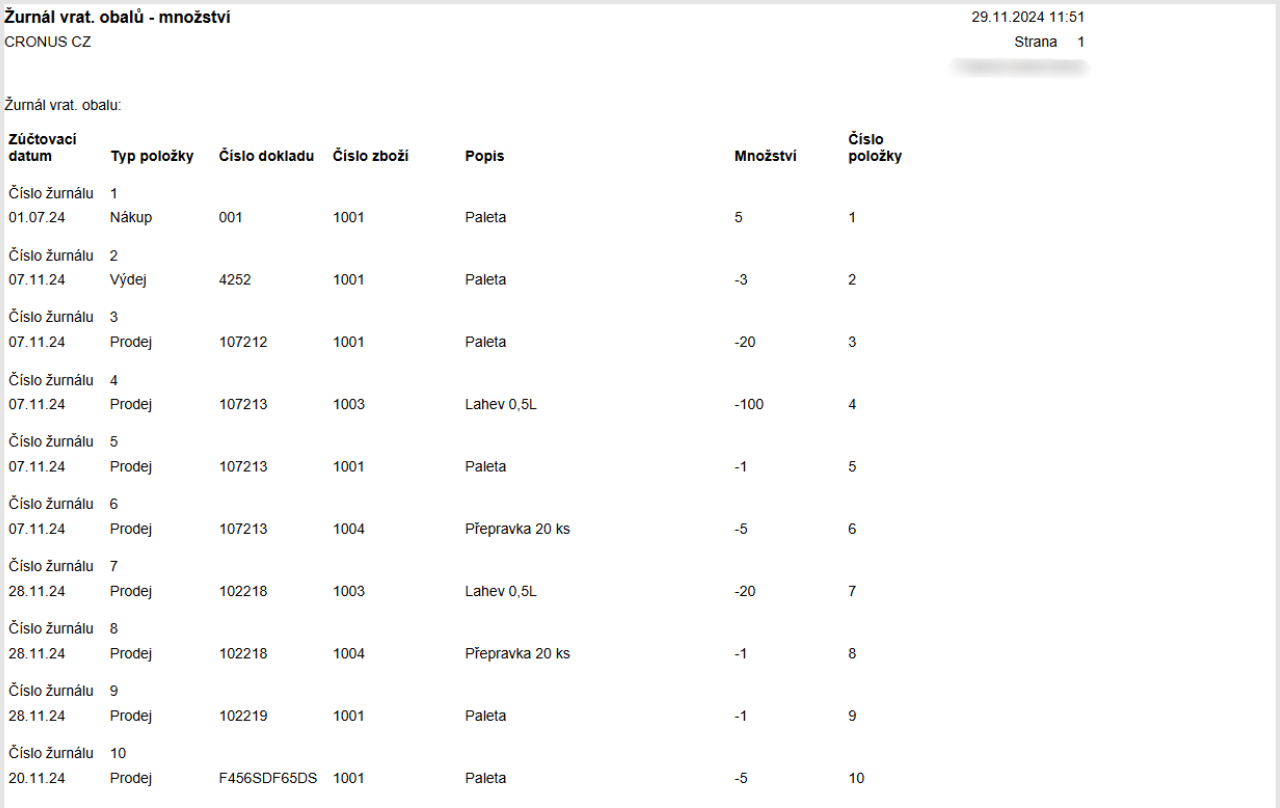 Žurnál vrat. obalů - množství 29.11.2024 11:51
CRONUS CZ Strana 1
Žurnál vrat. obalu:
Zúčtovací datum Typ položky Číslo dokladu Číslo zboží Popis Množství Číslo položky
Číslo žurnálu 1
01.07.24 Nákup 001 1001 Paleta 5 1
Číslo žurnálu 2
07.11.24 Výdej 4252 1001 Paleta -3 2
Číslo žurnálu 3
07.11.24 Prodej 107212 1001 Paleta -20 3
Číslo žurnálu 4
07.11.24 Prodej 107213 1003 Lahev 0,5L -100 4
Číslo žurnálu 5
07.11.24 Prodej 107213 1001 Paleta -1 5
Číslo žurnálu 6
07.11.24 Prodej 107213 1004 Přepravka 20 ks -5 6
Číslo žurnálu 7
28.11.24 Prodej 102218 1003 Lahev 0,5L -20 7
Číslo žurnálu 8
28.11.24 Prodej 102218 1004 Přepravka 20 ks -1 8
Číslo žurnálu 9
28.11.24 Prodej 102219 1001 Paleta -1 9
Číslo žurnálu 10
20.11.24 Prodej F456SDF65DS 1001 Paleta -5 10